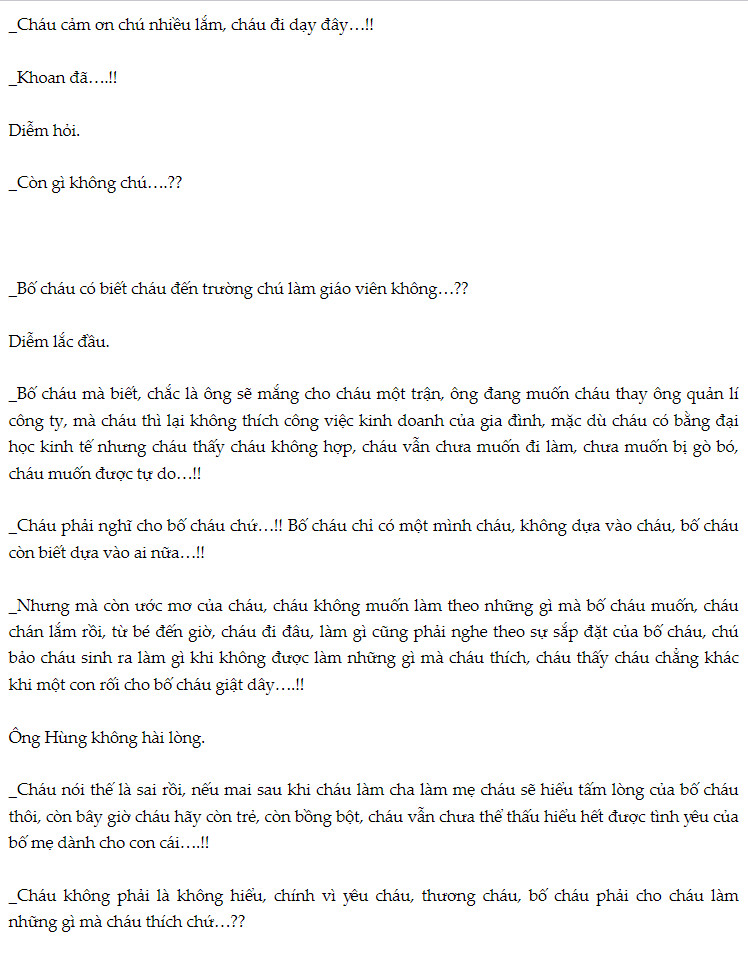 _Cháu cảm ơn chú nhiều lắm, cháu đi dạy đây…!!
_Khoan đã….!!
Diễm hỏi.
_Còn gì không chú….??
_Bố cháu có biết cháu đến trường chú làm giáo viên không…??
Diễm lắc đầu.
_Bố cháu mà biết, chắc là ông sẽ mắng cho cháu một trận, ông đang muốn cháu thay ông quản lí
công ty, mà cháu thì lại không thích công việc kinh doanh của gia đình, mặc dù cháu có bằng đại
học kinh tế nhưng cháu thấy cháu không hợp, cháu vẫn chưa muốn đi làm, chưa muốn bị gò bó,
cháu muốn được tự do…!!
_Cháu phải nghĩ cho bố cháu chứ…!! Bố cháu chỉ có một mình cháu, không dựa vào cháu, bố cháu
còn biết dựa vào ai nữa…!!
_Nhưng mà còn ước mơ của cháu, cháu không muốn làm theo những gì mà bố cháu muốn, cháu
chán lắm rồi, từ bé đến giờ, cháu đi đâu, làm gì cũng phải nghe theo sự sắp đặt của bố cháu, chú
bảo cháu sinh ra làm gì khi không được làm những gì mà cháu thích, cháu thấy cháu chẳng khác
khi một con rối cho bố cháu giật dây….!!
Ông Hùng không hài lòng.
_Cháu nói thế là sai rồi, nếu mai sau khi cháu làm cha làm mẹ cháu sẽ hiểu tấm lòng của bố cháu
thôi, còn bây giờ cháu hãy còn trẻ, còn bồng bột, cháu vẫn chưa thể thấu hiểu hết được tình yêu của
bố mẹ dành cho con cái….!!
_Cháu không phải là không hiểu, chính vì yêu cháu, thương cháu, bố cháu phải cho cháu làm
những gì mà cháu thích chứ…??